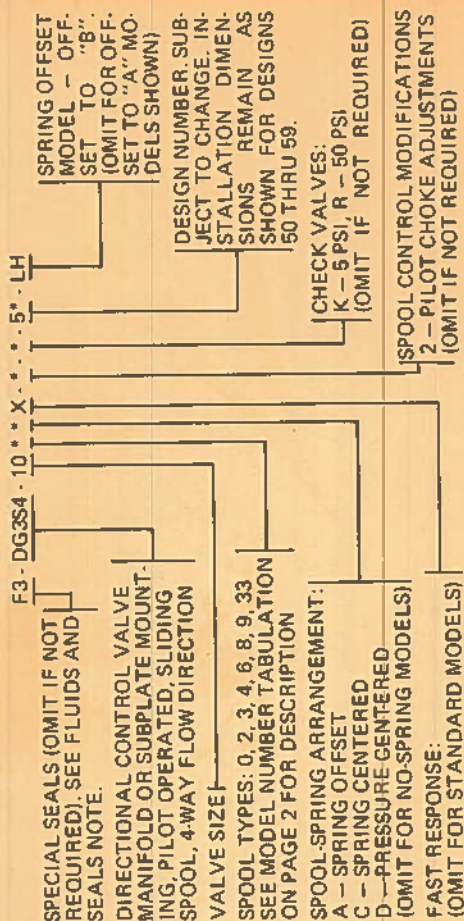 F3 - DG3S4 - 10 * * X - * - * - 5* - LH
SPECIAL SEALS (OMIT IF NOT
REQUIRED). SEE FLUIDS AND
SEALS NOTE.
DIRECTIONAL CONTROL VALVE
MANIFOLD OR SUBPLATE MOUNT-
ING, PILOT OPERATED, SLIDING
SPOOL, 4-WAY FLOW DIRECTION
VALVE SIZE
SPOOL TYPES: 0, 2, 3, 4, 6, 8, 9, 33
SEE MODEL NUMBER TABULATION
ON PAGE 2 FOR DESCRIPTION
SPOOL-SPRING ARRANGEMENT:
A – SPRING OFFSET
C – SPRING CENTERED
D – PRESSURE CENTERED
(OMIT FOR NO-SPRING MODELS)
FAST RESPONSE:
(OMIT FOR STANDARD MODELS)
SPRING OFFSET
MODEL – OFF-
SET TO "B".
(OMIT FOR OFF-
SET TO "A" MO-
DELS SHOWN)
DESIGN NUMBER. SUB-
JECT TO CHANGE. IN-
STALLATION DIMEN-
SIONS REMAIN AS
SHOWN FOR DESIGNS
50 THRU 59.
CHECK VALVES:
K – 5 PSI, R – 50 PSI
(OMIT IF NOT REQUIRED)
SPOOL CONTROL MODIFICATIONS
2 – PILOT CHOKE ADJUSTMENTS
(OMIT IF NOT REQUIRED)